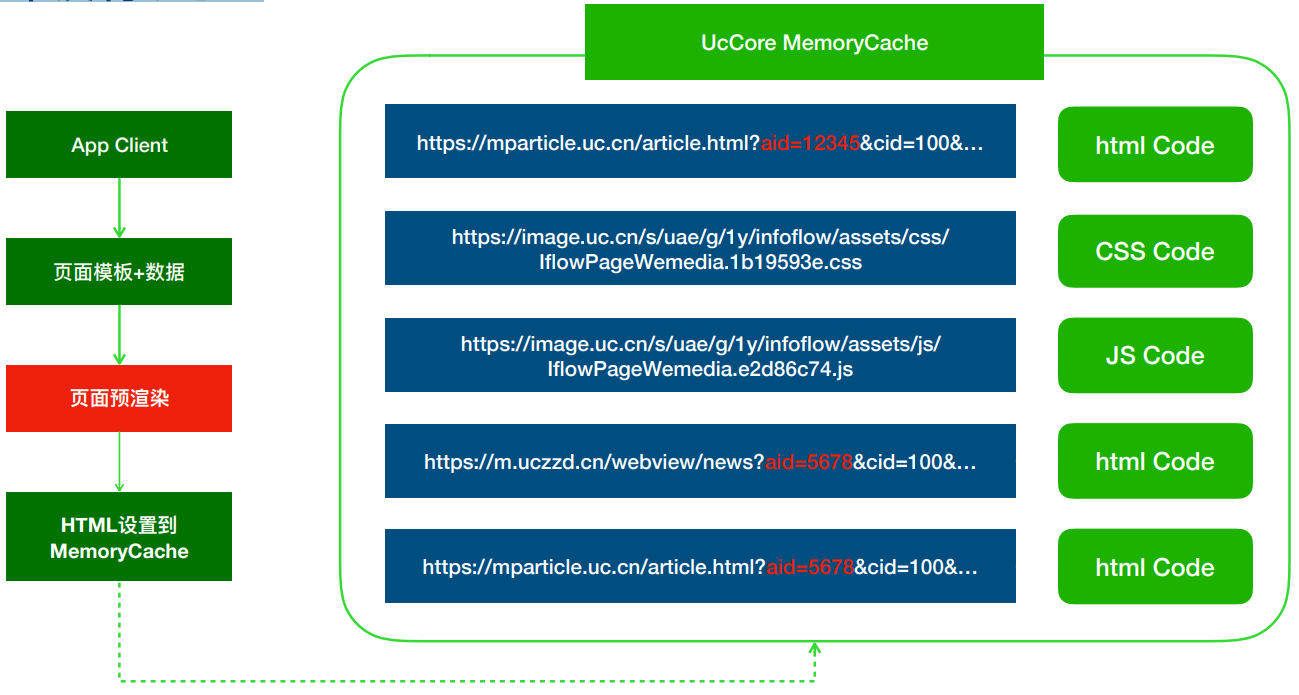 UcCore MemoryCache
App Client
页面模板+数据
页面预渲染
HTML设置到
MemoryCache
https://mparticle.uc.cn/article.html?aid=12345&cid=100&...
html Code
https://image.uc.cn/s/uae/g/1y/infoflow/assets/css/
IflowPageWemedia.1b19593e.css
CSS Code
https://image.uc.cn/s/uae/g/1y/infoflow/assets/js/
IflowPageWemedia.e2d86c74.js
JS Code
https://m.uczzd.cn/webview/news?aid=5678&cid=100&...
html Code
https://mparticle.uc.cn/article.html?aid=5678&cid=100&...
html Code